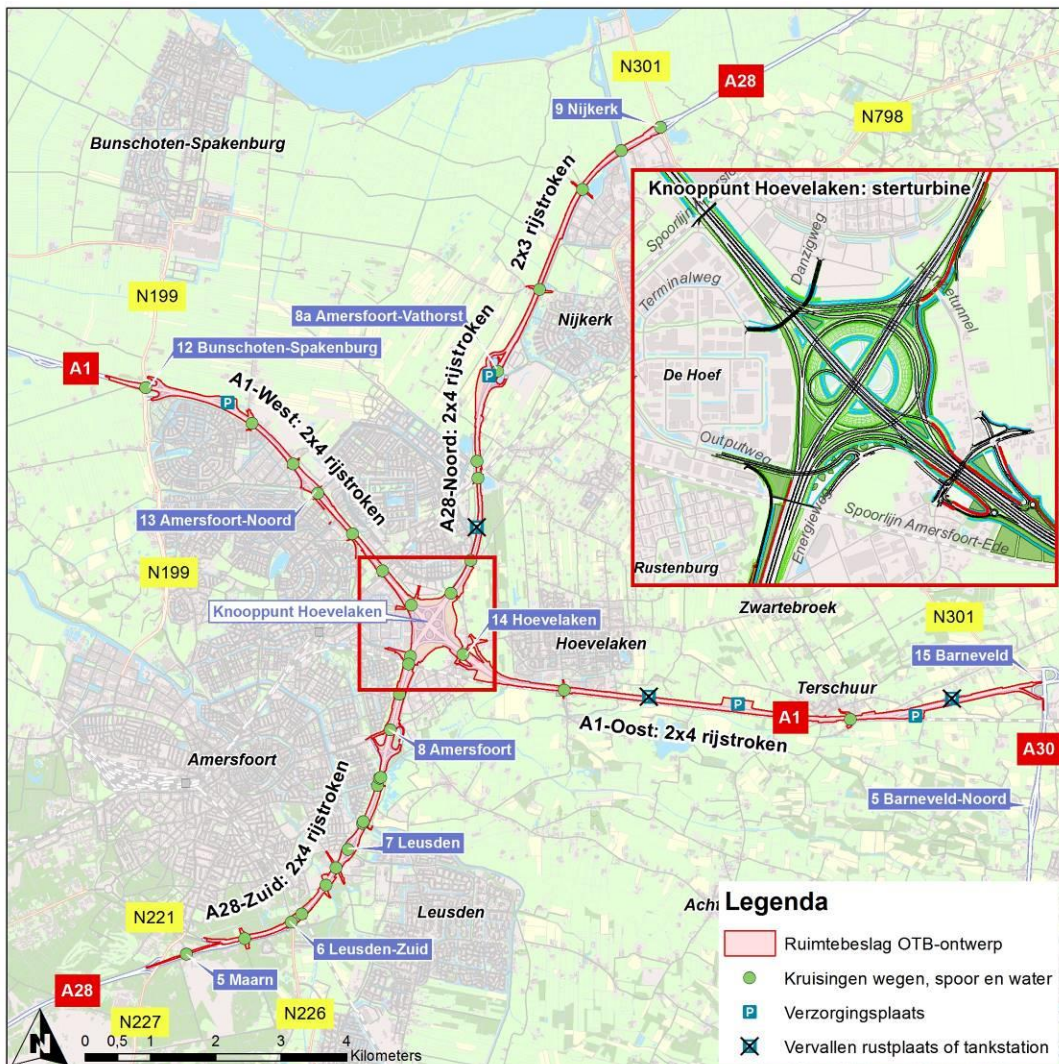 N301
A28
9 Nijkerk
N798
Bunschoten-Spakenburg
Knooppunt Hoevelaken: sterturbine
Spoorlijn
Danzigweg
Terminalweg
De Hoef
Outputweg
Energieweg
Spoorlijn Amersfoort-Ede
Rustenburg
2x3 rijstroken
N199
8a Amersfoort-Vathorst
Nijkerk
12 Bunschoten-Spakenburg
A1
A1-West: 2x4 rijstroken
A28-Noord: 2x4 rijstroken
13 Amersfoort-Noord
N199
Knooppunt Hoevelaken
14 Hoevelaken
Hoevelaken
Zwartebroek
N301
15 Barneveld
Terschuur
A1
A1-Oost: 2x4 rijstroken
A30
8 Amersfoort
Amersfoort
5 Barneveld-Noord
A28-Zuid: 2x4 rijstroken
7 Leusden
Leusden
Acht
N221
6 Leusden-Zuid
5 Maarn
A28
N227
N226
N
0 0,5 1 2 3 4
Kilometers
Legenda
Ruimtebeslag OTB-ontwerp
Kruisingen wegen, spoor en water
P Verzorgingsplaats
Vervallen rustplaats of tankstation